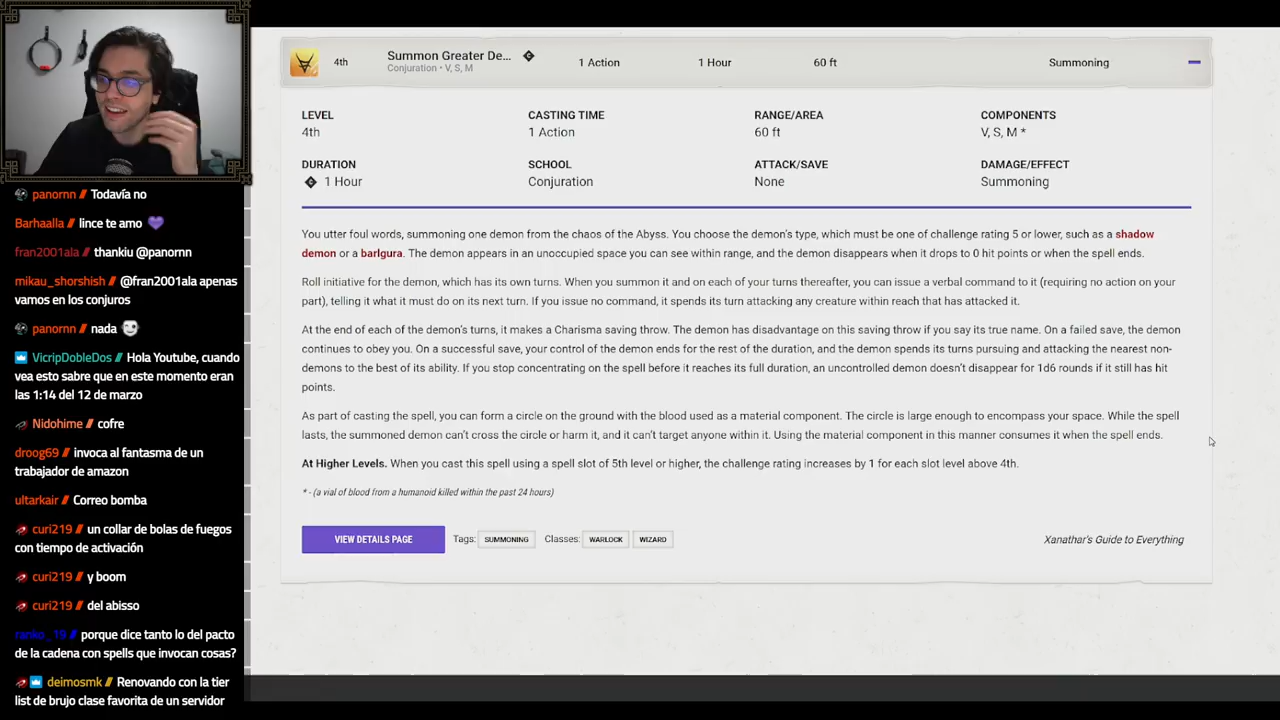 4th
Summon Greater De...
Conjuration • V, S, M
1 Action
1 Hour
60 ft
Summoning
LEVEL
4th
CASTING TIME
1 Action
RANGE/AREA
60 ft
COMPONENTS
V, S, M *
DURATION
1 Hour
SCHOOL
Conjuration
ATTACK/SAVE
None
DAMAGE/EFFECT
Summoning
You utter foul words, summoning one demon from the chaos of the Abyss. You choose the demon's type, which must be one of challenge rating 5 or lower, such as a shadow
demon or a barlgura. The demon appears in an unoccupied space you can see within range, and the demon disappears when it drops to 0 hit points or when the spell ends.
Roll initiative for the demon, which has its own turns. When you summon it and on each of your turns thereafter, you can issue a verbal command to it (requiring no action on your
part), telling it what it must do on its next turn. If you issue no command, it spends its turn attacking any creature within reach that has attacked it.
At the end of each of the demon's turns, it makes a Charisma saving throw. The demon has disadvantage on this saving throw if you say its true name. On a failed save, the demon
continues to obey you. On a successful save, your control of the demon ends for the rest of the duration, and the demon spends its turns pursuing and attacking the nearest non-
demons to the best of its ability. If you stop concentrating on the spell before it reaches its full duration, an uncontrolled demon doesn't disappear for 1d6 rounds if it still has hit
points.
As part of casting the spell, you can form a circle on the ground with the blood used as a material component. The circle is large enough to encompass your space. While the spell
lasts, the summoned demon can't cross the circle or harm it, and it can't target anyone within it. Using the material component in this manner consumes it when the spell ends.
At Higher Levels. When you cast this spell using a spell slot of 5th level or higher, the challenge rating increases by 1 for each slot level above 4th.
* - (a vial of blood from a humanoid killed within the past 24 hours)
VIEW DETAILS PAGE
Tags: SUMMONING Classes: WARLOCK WIZARD
Xanathar's Guide to Everything
panornn // Todavía no
Barhaalla // lince te amo
fran2001ala // thankiu @panornn
mikau_shorshish // @fran2001ala apenas
vamos en los conjuros
panornn // nada
VicripDobleDos // Hola Youtube, cuando
vea esto sabre que en este momento eran
las 1:14 del 12 de marzo
Nidohime // cofre
droog69 // invoca al fantasma de un
trabajador de amazon
ultarkair // Correo bomba
curi219 // un collar de bolas de fuegos
con tiempo de activación
curi219 // y boom
curi219 // del abisso
ranko_19 // porque dice tanto lo del pacto
de la cadena con spells que invocan cosas?
deimosmk // Renovando con la tier
list de brujo clase favorita de un servidor